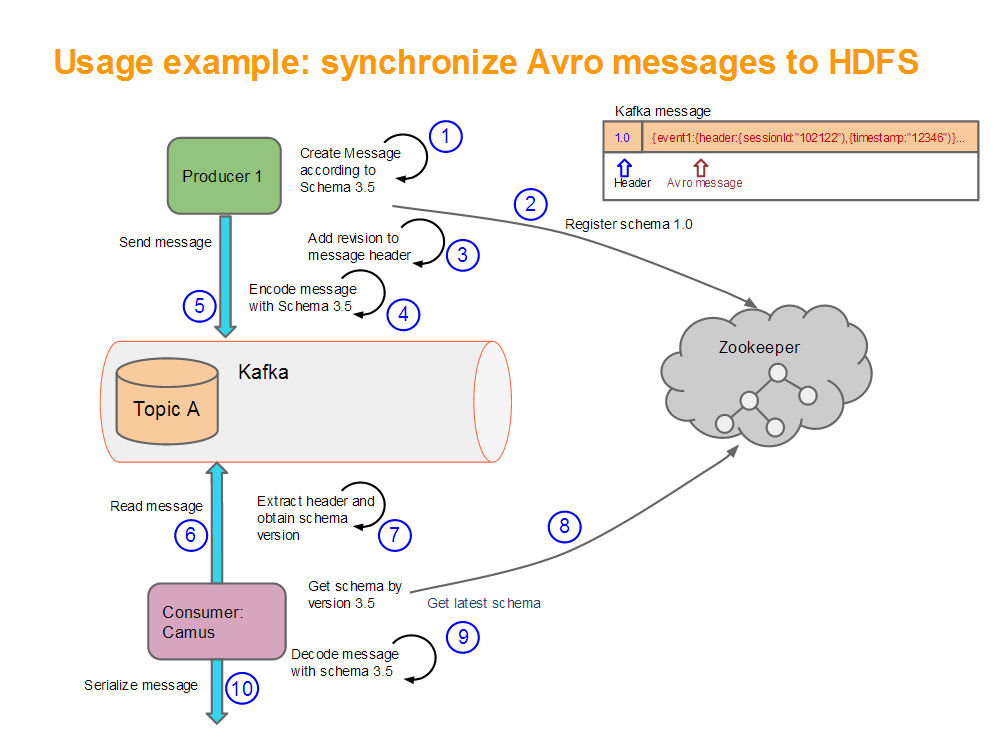 Usage example: synchronize Avro messages to HDFS
Kafka message
1.0
{event1:{header:{sessionId:"102122"),{timestamp:"12346")}...
Header
Avro message
Producer 1
1
Create Message
according to
Schema 3.5
2
Register schema 1.0
Send message
Add revision to
message header
3
Encode message
with Schema 3.5
4
5
Zookeeper
Kafka
Topic A
Read message
6
Extract header and
obtain schema
version
7
8
Get schema by
version 3.5
Get latest schema
Consumer:
Camus
9
Decode message
with schema 3.5
Serialize message
10